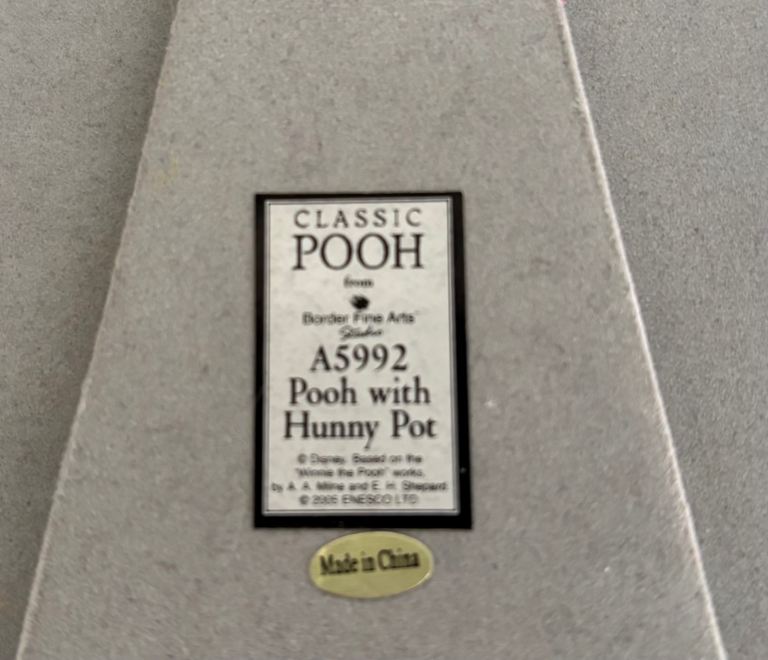 CLASSIC
POOH
from
Border Fine Arts
Studio
A5992
Pooh with
Hunny Pot
© Disney. Based on the
"Winnie the Pooh" works,
by A. A. Milne and E. H. Shepard.
© 2005 ENESCO LTD
Made in China